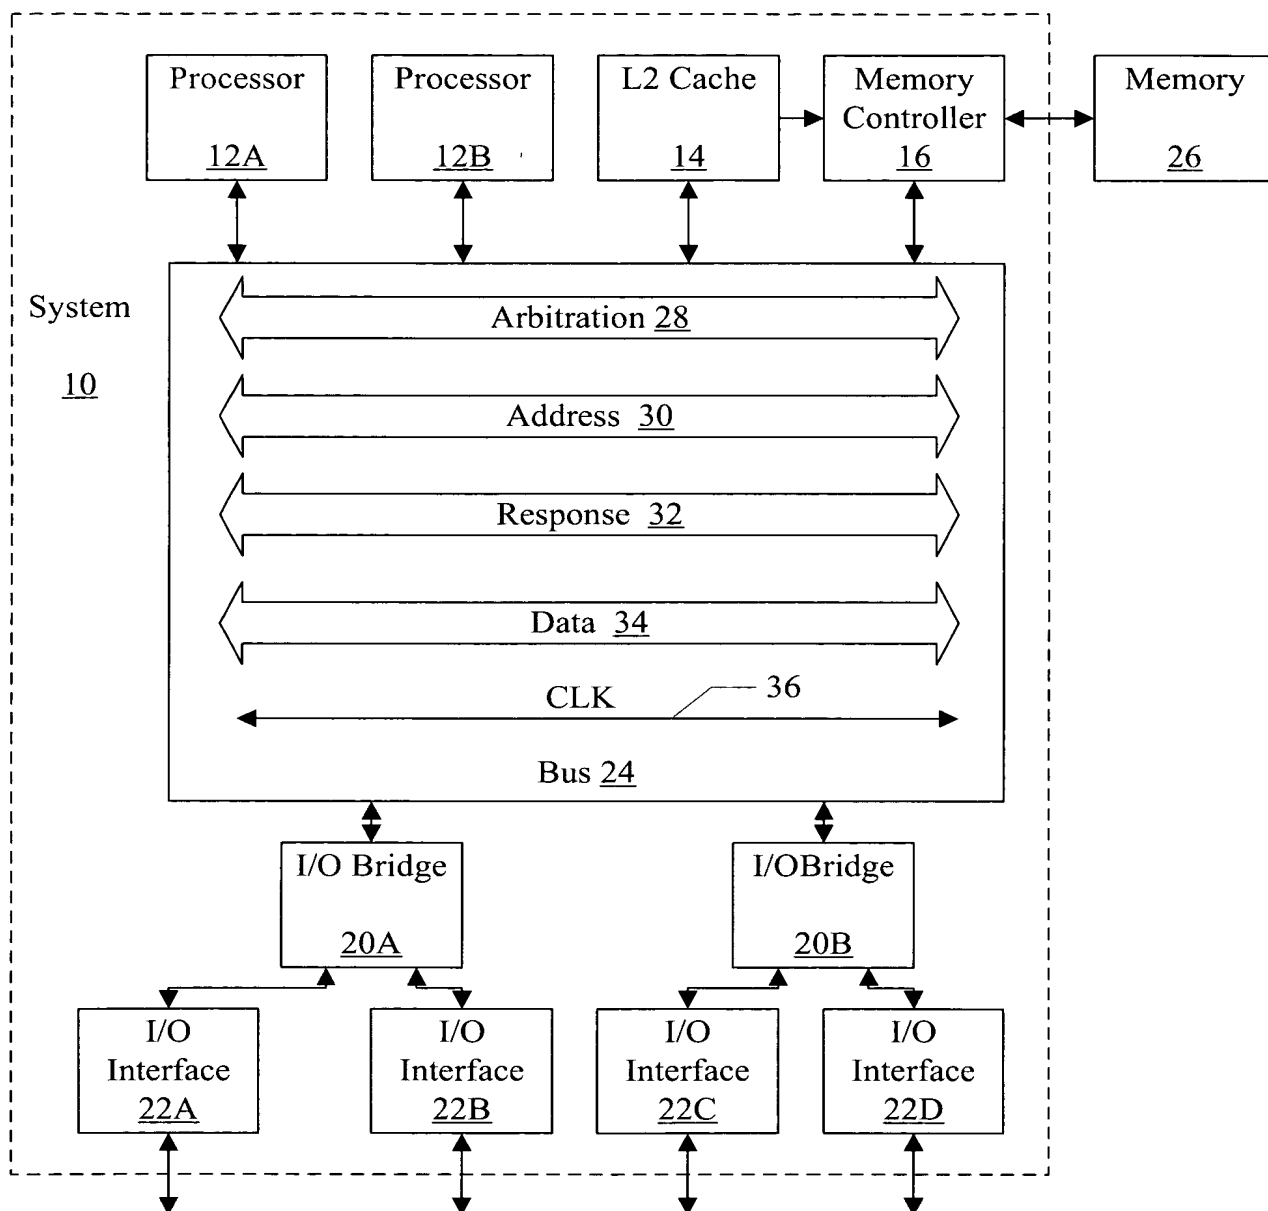 Processor
12A
Processor
12B
L2 Cache
14
Memory
Controller
16
Memory
26
System
10
Arbitration 28
Address 30
Response 32
Data 34
CLK
36
Bus 24
I/O Bridge
20A
I/OBridge
20B
I/O
Interface
22A
I/O
Interface
22B
I/O
Interface
22C
I/O
Interface
22D